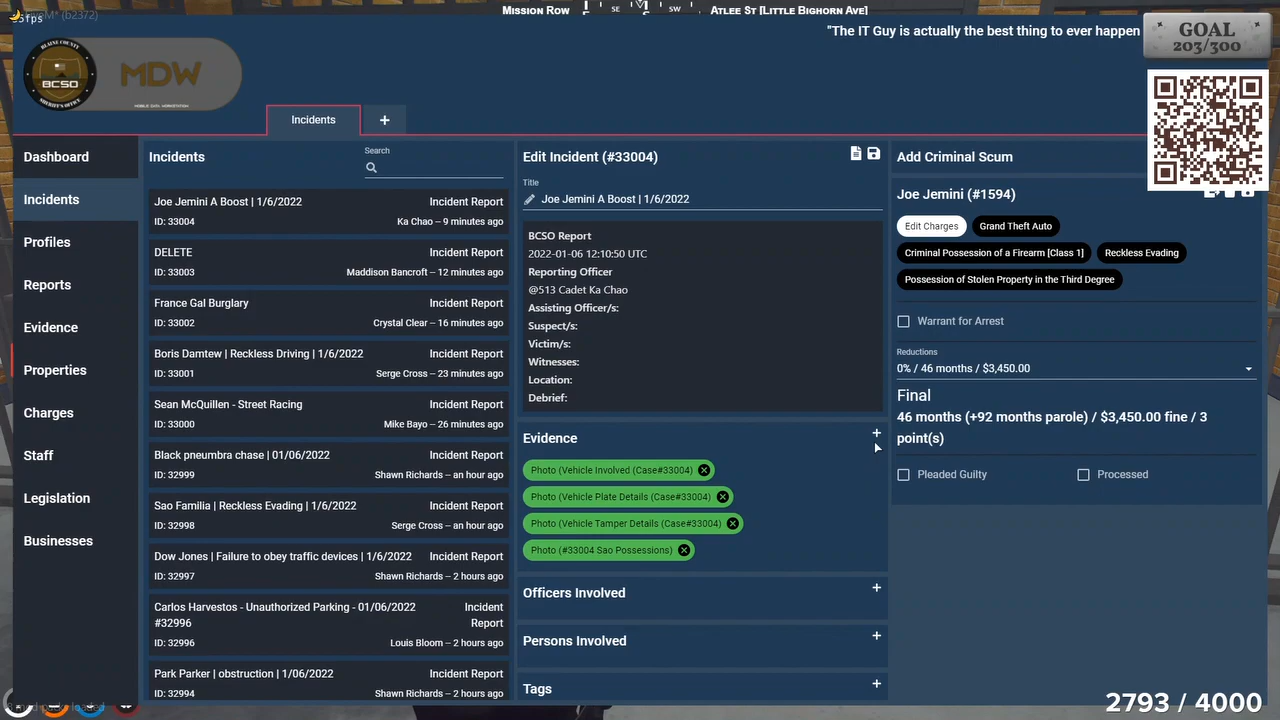 Mission Row
SE
SW
Atlee St [Little Bighorn Ave]
"The IT Guy is actually the best thing to ever happen
GOAL
203/300
BCSO
MDW
MOBILE DATA WORKSTATION
Incidents
+
Dashboard
Incidents
Profiles
Reports
Evidence
Properties
Charges
Staff
Legislation
Businesses
Incidents
Search
Joe Jemini A Boost | 1/6/2022
Incident Report
ID: 33004
Ka Chao – 9 minutes ago
DELETE
Incident Report
ID: 33003
Maddison Bancroft – 12 minutes ago
France Gal Burglary
Incident Report
ID: 33002
Crystal Clear – 16 minutes ago
Boris Damtew | Reckless Driving | 1/6/2022
Incident Report
ID: 33001
Serge Cross – 23 minutes ago
Sean McQuillen - Street Racing
Incident Report
ID: 33000
Mike Bayo – 26 minutes ago
Black pneumbra chase | 01/06/2022
Incident Report
ID: 32999
Shawn Richards – an hour ago
Sao Familia | Reckless Evading | 1/6/2022
Incident Report
ID: 32998
Serge Cross – an hour ago
Dow Jones | Failure to obey traffic devices | 1/6/2022
Incident Report
ID: 32997
Shawn Richards – 2 hours ago
Carlos Harvestos - Unauthorized Parking - 01/06/2022
#32996
Incident
Report
ID: 32996
Louis Bloom – 2 hours ago
Park Parker | obstruction | 1/06/2022
Incident Report
ID: 32994
Shawn Richards – 2 hours ago
Edit Incident (#33004)
Title
Joe Jemini A Boost | 1/6/2022
BCSO Report
2022-01-06 12:10:50 UTC
Reporting Officer
@513 Cadet Ka Chao
Assisting Officer/s:
Suspect/s:
Victim/s:
Witnesses:
Location:
Debrief:
Evidence
+
Photo (Vehicle Involved (Case#33004)
Photo (Vehicle Plate Details (Case#33004)
Photo (Vehicle Tamper Details (Case#33004)
Photo (#33004 Sao Possessions)
Officers Involved
+
Persons Involved
+
Tags
+
Add Criminal Scum
Joe Jemini (#1594)
Edit Charges
Grand Theft Auto
Criminal Possession of a Firearm [Class 1]
Reckless Evading
Possession of Stolen Property in the Third Degree
Warrant for Arrest
Reductions
0% / 46 months / $3,450.00
Final
46 months (+92 months parole) / $3,450.00 fine / 3
point(s)
Pleaded Guilty
Processed
2793 / 4000